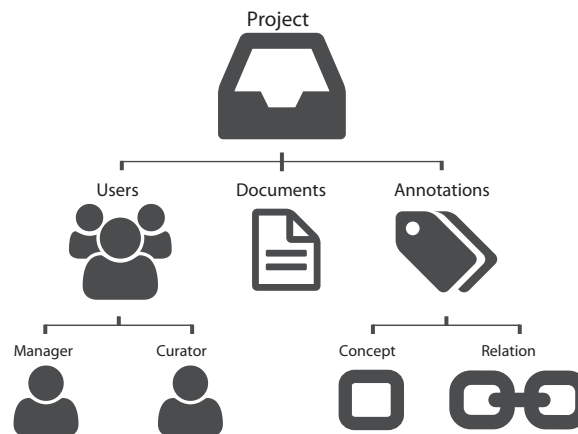 Project
Users
Documents
Annotations
Manager
Curator
Concept
Relation